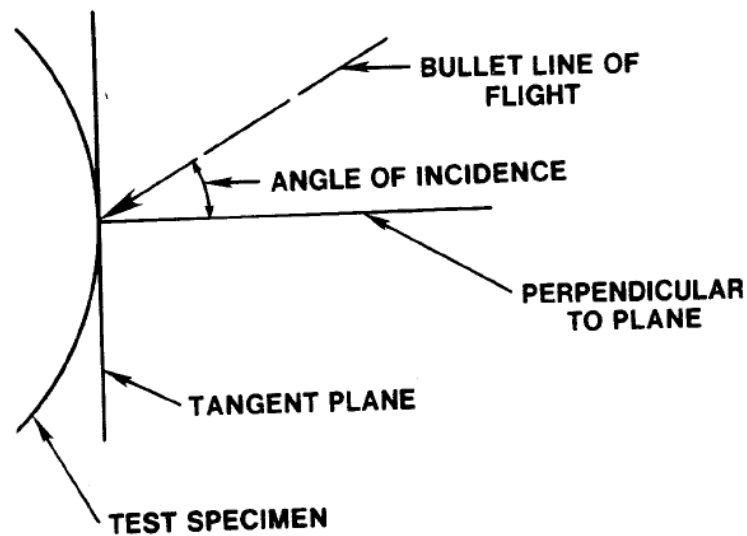 BULLET LINE OF
FLIGHT
ANGLE OF INCIDENCE
PERPENDICULAR
TO PLANE
TANGENT PLANE
TEST SPECIMEN